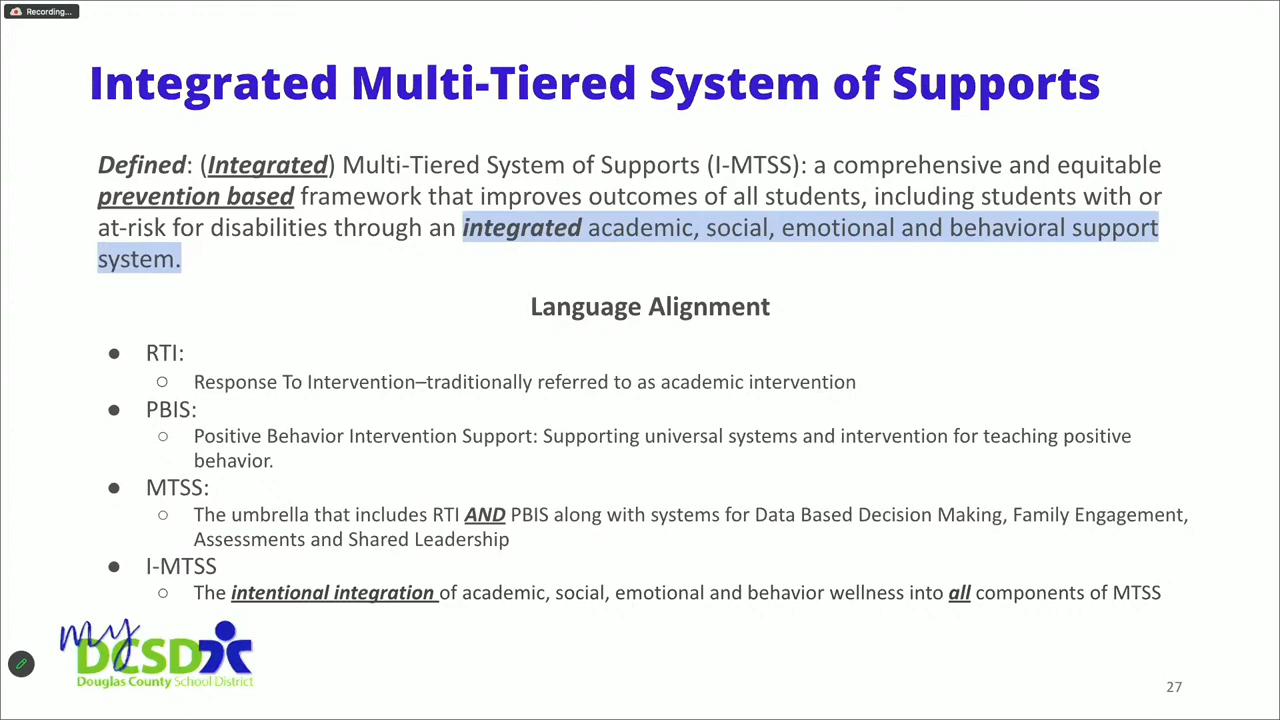 Recording...
Integrated Multi-Tiered System of Supports
Defined: (Integrated) Multi-Tiered System of Supports (I-MTSS): a comprehensive and equitable
prevention based framework that improves outcomes of all students, including students with or
at-risk for disabilities through an integrated academic, social, emotional and behavioral support
system.
Language Alignment
● RTI:
○ Response To Intervention–traditionally referred to as academic intervention
● PBIS:
○ Positive Behavior Intervention Support: Supporting universal systems and intervention for teaching positive
behavior.
● MTSS:
○ The umbrella that includes RTI AND PBIS along with systems for Data Based Decision Making, Family Engagement,
Assessments and Shared Leadership
● I-MTSS
○ The intentional integration of academic, social, emotional and behavior wellness into all components of MTSS
my
DCSD
Douglas County School District
27